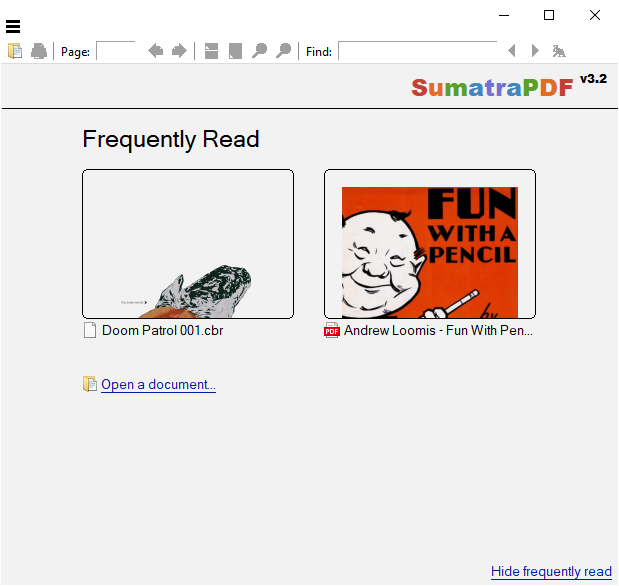 Page:
Find:
SumatraPDF v3.2
Frequently Read
FUN
WITH A
PENCIL
by
Doom Patrol 001.cbr
PDF
Andrew Loomis - Fun With Pen...
Open a document...
Hide frequently read